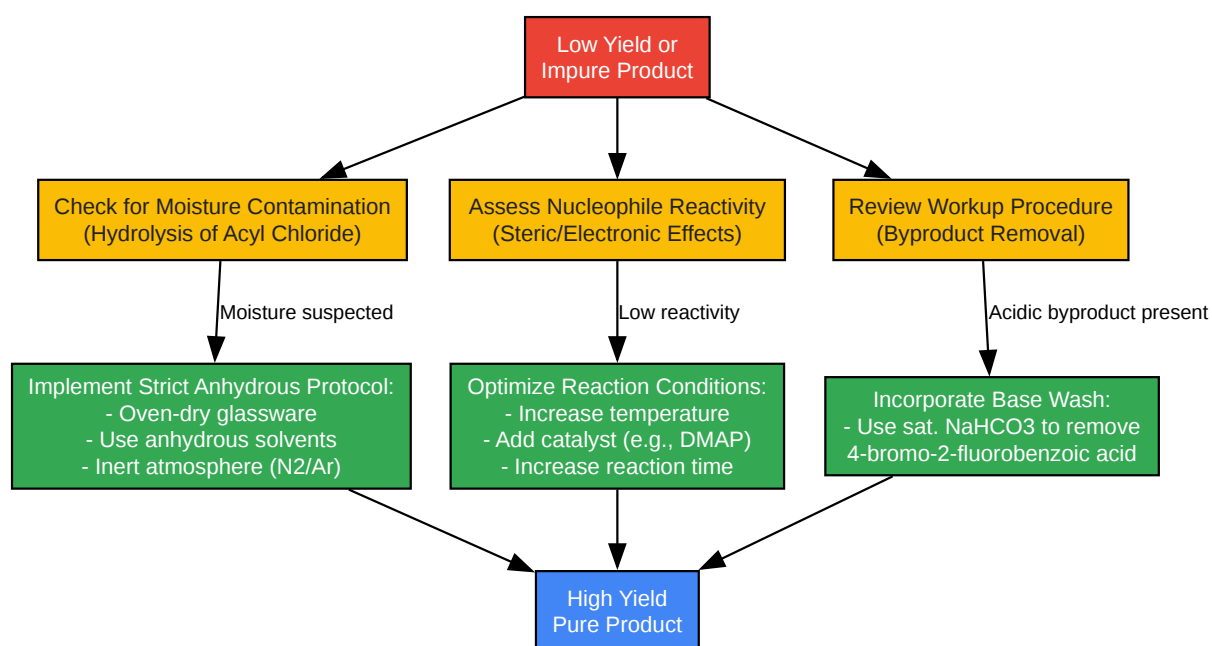 Low Yield or
Impure Product
Check for Moisture Contamination
(Hydrolysis of Acyl Chloride)
Assess Nucleophile Reactivity
(Steric/Electronic Effects)
Review Workup Procedure
(Byproduct Removal)
Moisture suspected
Low reactivity
Acidic byproduct present
Implement Strict Anhydrous Protocol:
- Oven-dry glassware
- Use anhydrous solvents
- Inert atmosphere (N2/Ar)
Optimize Reaction Conditions:
- Increase temperature
- Add catalyst (e.g., DMAP)
- Increase reaction time
Incorporate Base Wash:
- Use sat. NaHCO3 to remove
4-bromo-2-fluorobenzoic acid
High Yield
Pure Product